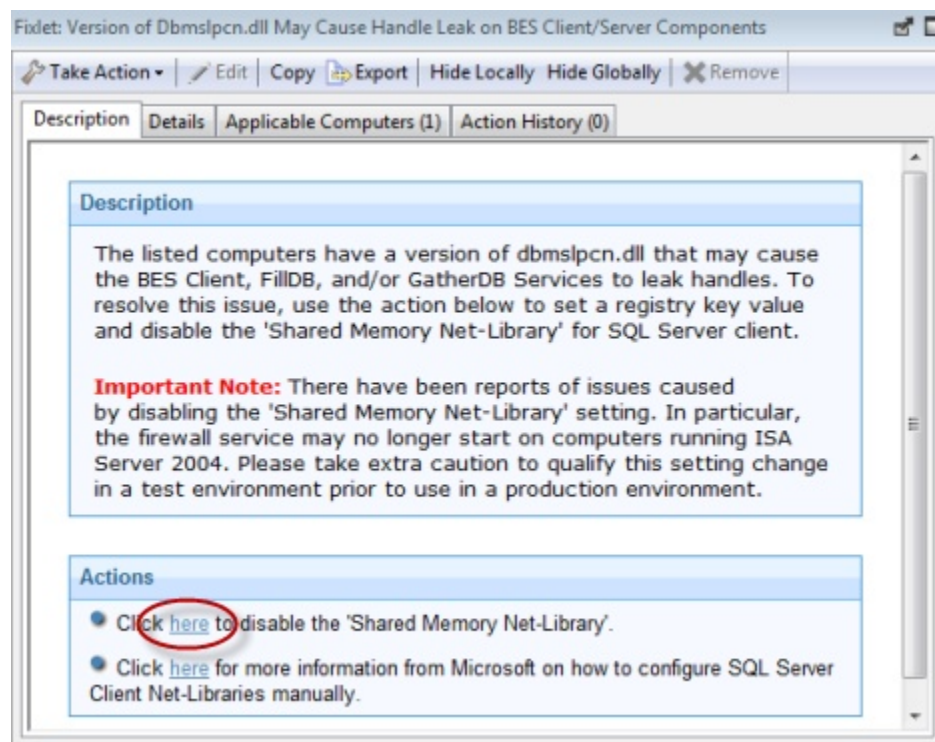 Fixlet: Version of Dbmslpcn.dll May Cause Handle Leak on BES Client/Server Components
Take Action Edit Copy Export Hide Locally Hide Globally Remove
Description Details Applicable Computers (1) Action History (0)
Description
The listed computers have a version of dbmslpcn.dll that may cause
the BES Client, FillDB, and/or GatherDB Services to leak handles. To
resolve this issue, use the action below to set a registry key value
and disable the 'Shared Memory Net-Library' for SQL Server client.
Important Note: There have been reports of issues caused
by disabling the 'Shared Memory Net-Library' setting. In particular,
the firewall service may no longer start on computers running ISA
Server 2004. Please take extra caution to qualify this setting change
in a test environment prior to use in a production environment.
Actions
Click here to disable the 'Shared Memory Net-Library'.
Click here for more information from Microsoft on how to configure SQL Server
Client Net-Libraries manually.